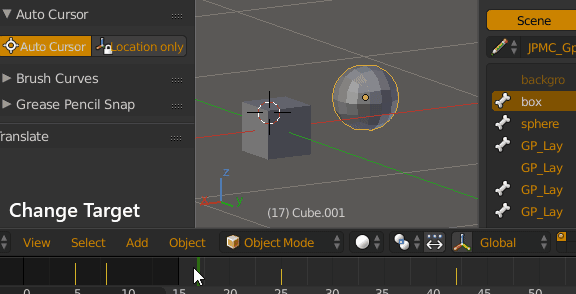 Auto Cursor
Auto Cursor
Location only
Brush Curves
Grease Pencil Snap
Translate
Change Target
z
x
y
(17) Cube.001
Scene
JPMC_Gp
backgro
box
sphere
GP_Lay
GP_Lay
GP_Lay
GP_Lay
View Select Add Object Object Mode Global
0 5 10 15 20 25 30 35 40 45 50